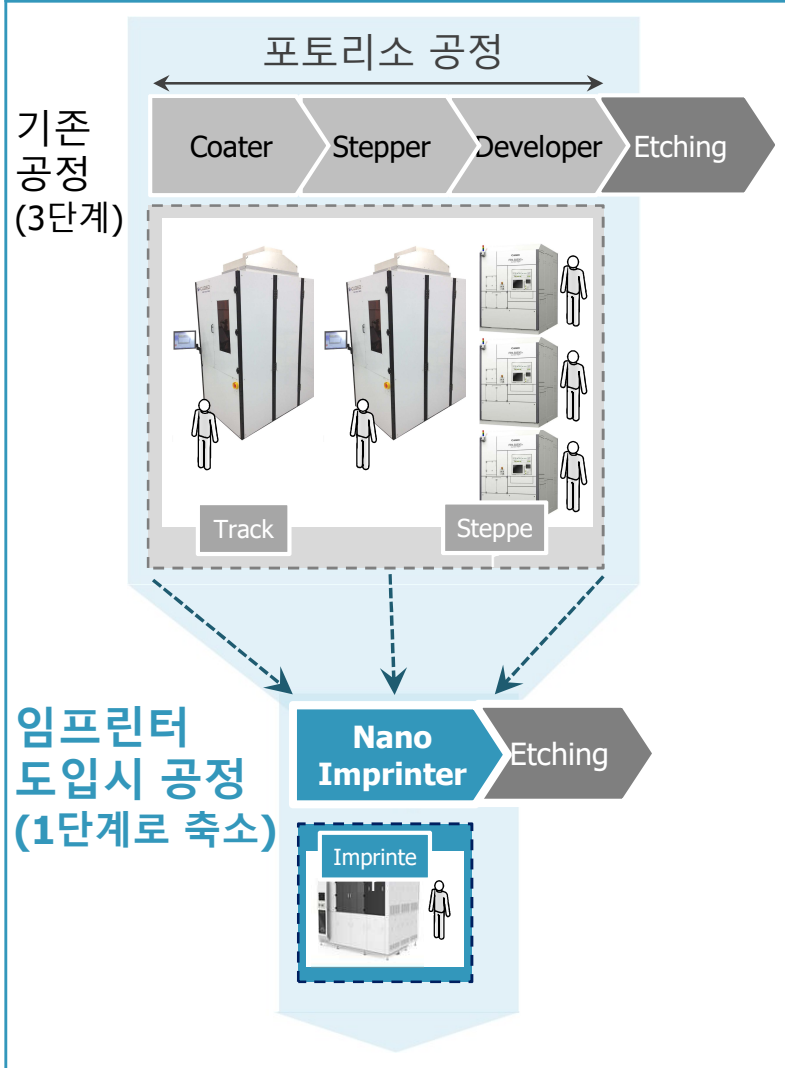 포토리소 공정
기존
공정
(3단계)
Coater
Stepper
Developer
Etching
Track
Steppe
임프린터
도입시 공정
(1단계로 축소)
Nano
Imprinter
Etching
Imprinte